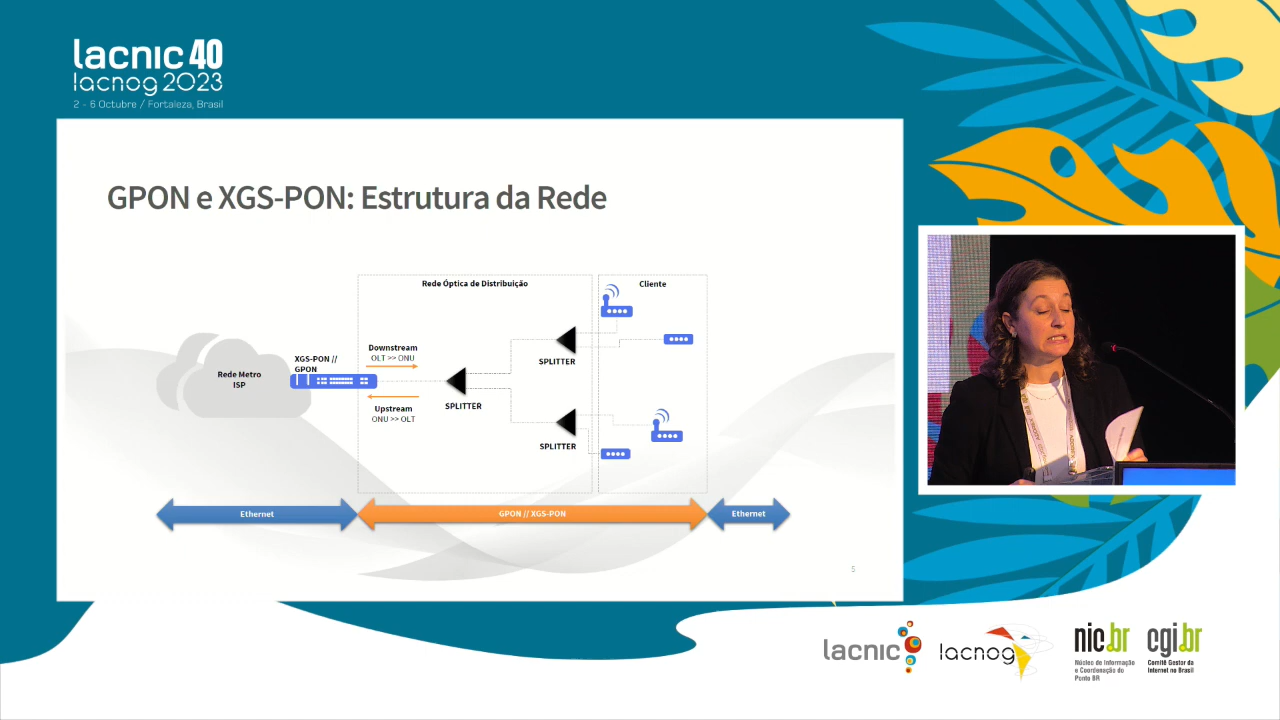 lacnic 40
lacnog 2023
2 - 6 Octubre / Fortaleza, Brasil
GPON e XGS-PON: Estrutura da Rede
Rede Óptica de Distribuição
Cliente
XGS-PON //
GPON
Downstream
OLT >> ONU
Rede Metro
ISP
SPLITTER
SPLITTER
Upstream
ONU >> OLT
SPLITTER
Ethernet
GPON // XGS-PON
Ethernet
5
lacnic
lacnog
nic.br
Núcleo de Informação
e Coordenação do
Ponto BR
cgi.br
Comitê Gestor da
Internet no Brasil